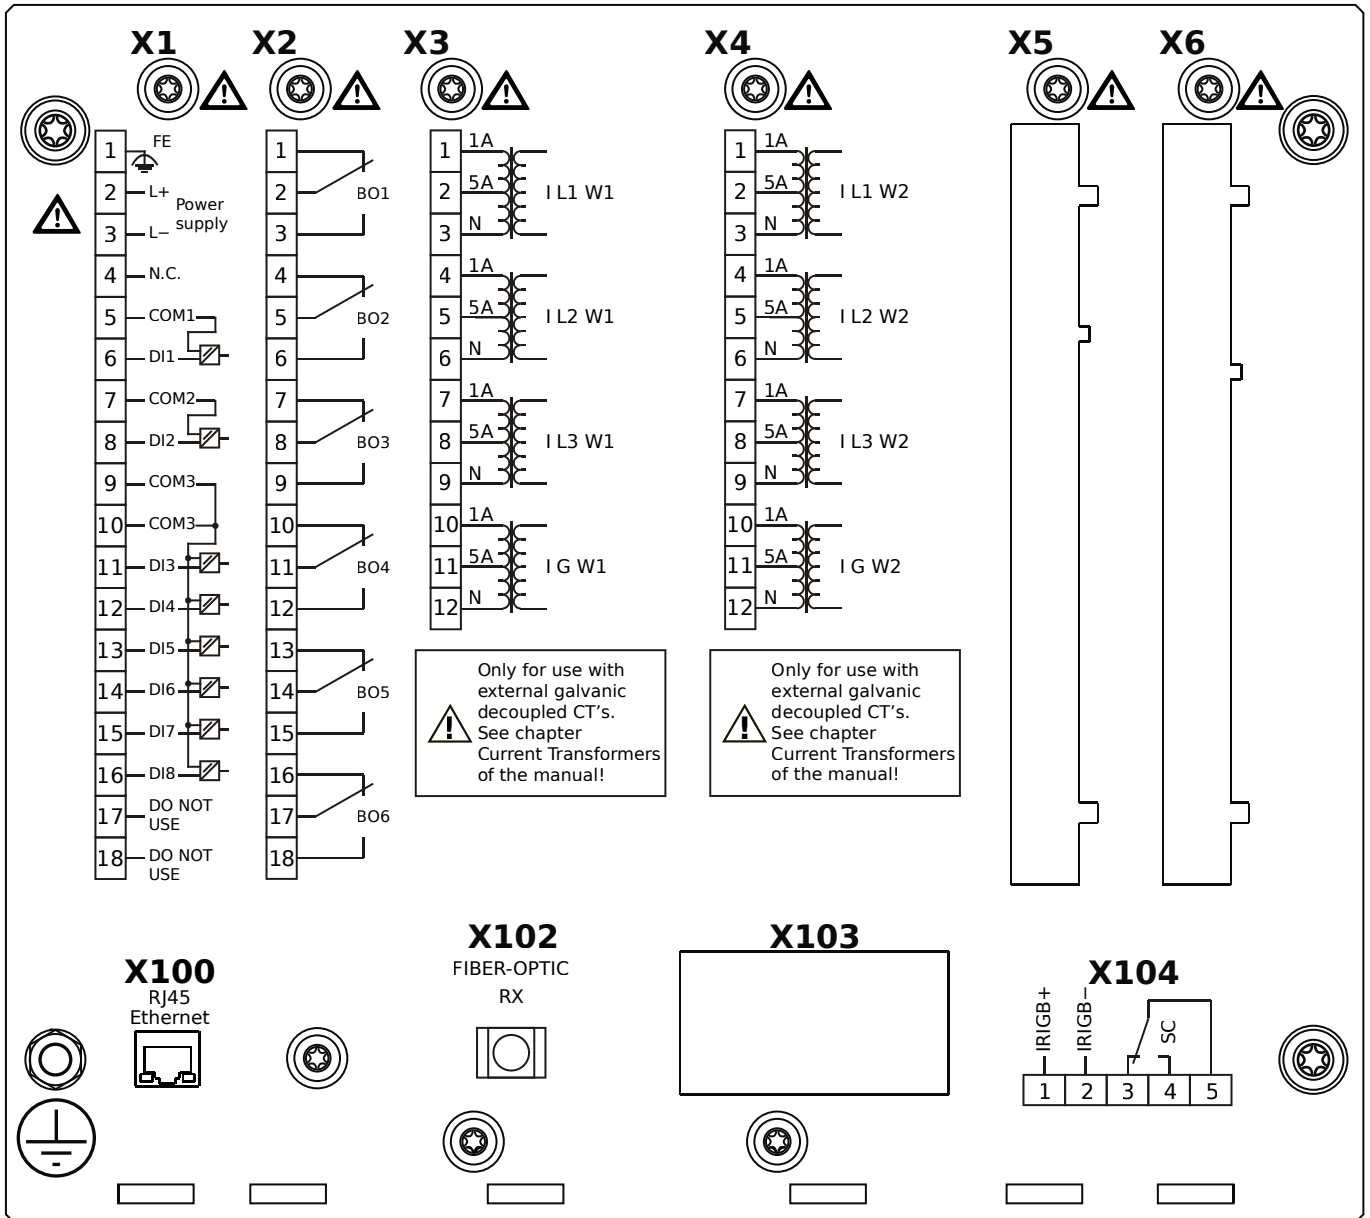 X1
X2
X3
X4
X5
X6
1 FE
2 L+
Power
supply
3 L−
4 N.C.
5 COM1
6 DI1
7 COM2
8 DI2
9 COM3
10 COM3
11 DI3
12 DI4
13 DI5
14 DI6
15 DI7
16 DI8
17 DO NOT
USE
18 DO NOT
USE
1
2 BO1
3
4
5 BO2
6
7
8 BO3
9
10
11 BO4
12
13
14 BO5
15
16
17 BO6
18
1 1A
2 5A I L1 W1
3 N
4 1A
5 5A I L2 W1
6 N
7 1A
8 5A I L3 W1
9 N
10 1A
11 5A I G W1
12 N
Only for use with
external galvanic
decoupled CT's.
See chapter
Current Transformers
of the manual!
1 1A
2 5A I L1 W2
3 N
4 1A
5 5A I L2 W2
6 N
7 1A
8 5A I L3 W2
9 N
10 1A
11 5A I G W2
12 N
Only for use with
external galvanic
decoupled CT's.
See chapter
Current Transformers
of the manual!
X100
RJ45
Ethernet
X102
FIBER-OPTIC
RX
X103
X104
IRIGB+
IRIGB−
SC
1 2 3 4 5